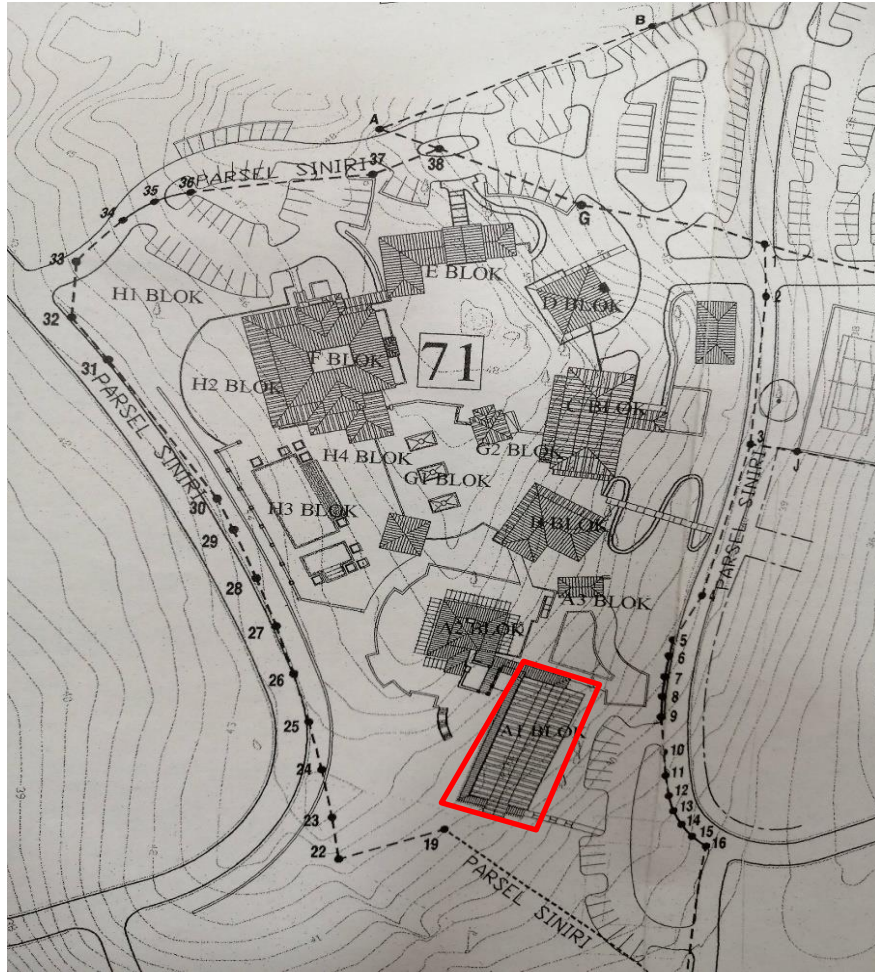 B
A
38
37
PARSEL SINIRI
36
35
34
G
33
1
E BLOK
2
H1 BLOK
D BLOK
32
31
F BLOK
71
H2 BLOK
C BLOK
PARSEL SINIRI
3
J
H4 BLOK
G2 BLOK
G1 BLOK
30
H3 BLOK
PARSEL SINIRI
29
B BLOK
28
4
A3 BLOK
27
A2 BLOK
5
6
26
7
8
9
25
A1 BLOK
10
24
11
12
13
23
14
15
16
19
22
PARSEL SINIRI